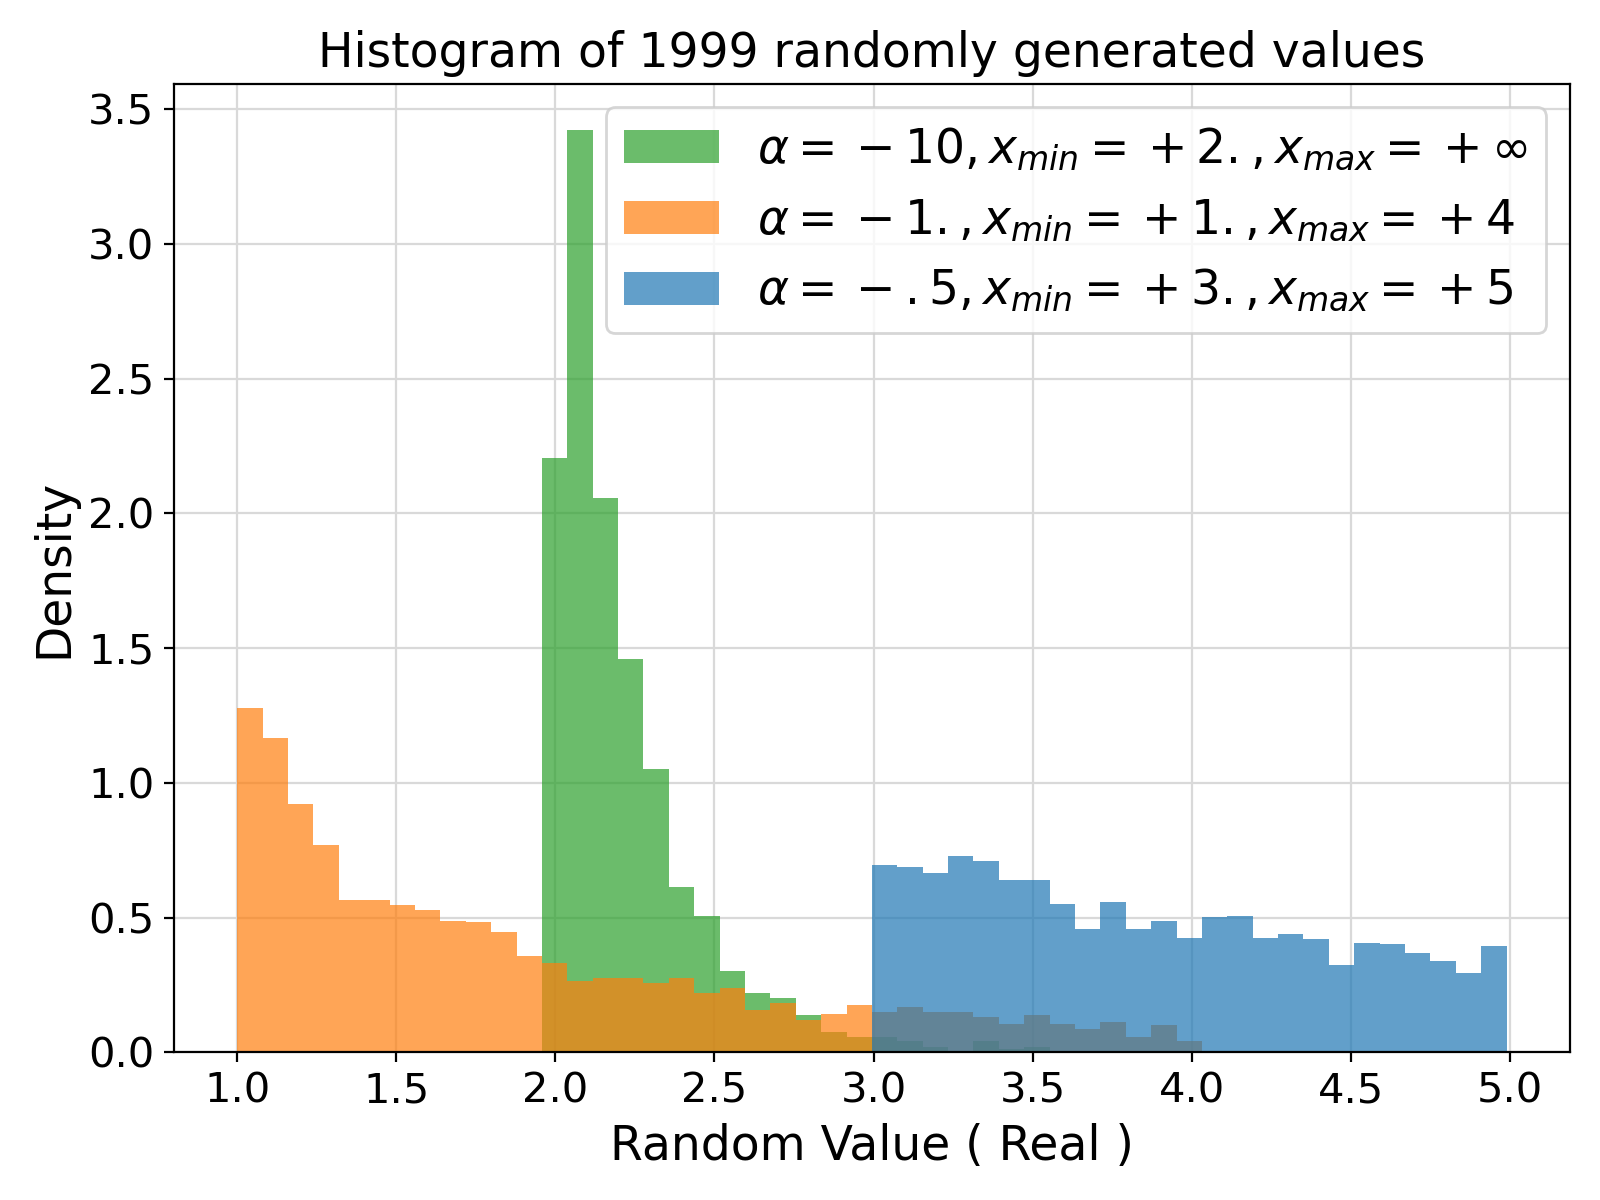 Histogram of 1999 randomly generated values
3.5
3.0
2.5
2.0
1.5
1.0
0.5
0.0
Density
α = − 10, x_min = + 2. , x_max = + ∞
α = − 1. , x_min = + 1. , x_max = + 4
α = − . 5, x_min = + 3. , x_max = + 5
1.0 1.5 2.0 2.5 3.0 3.5 4.0 4.5 5.0
Random Value ( Real )